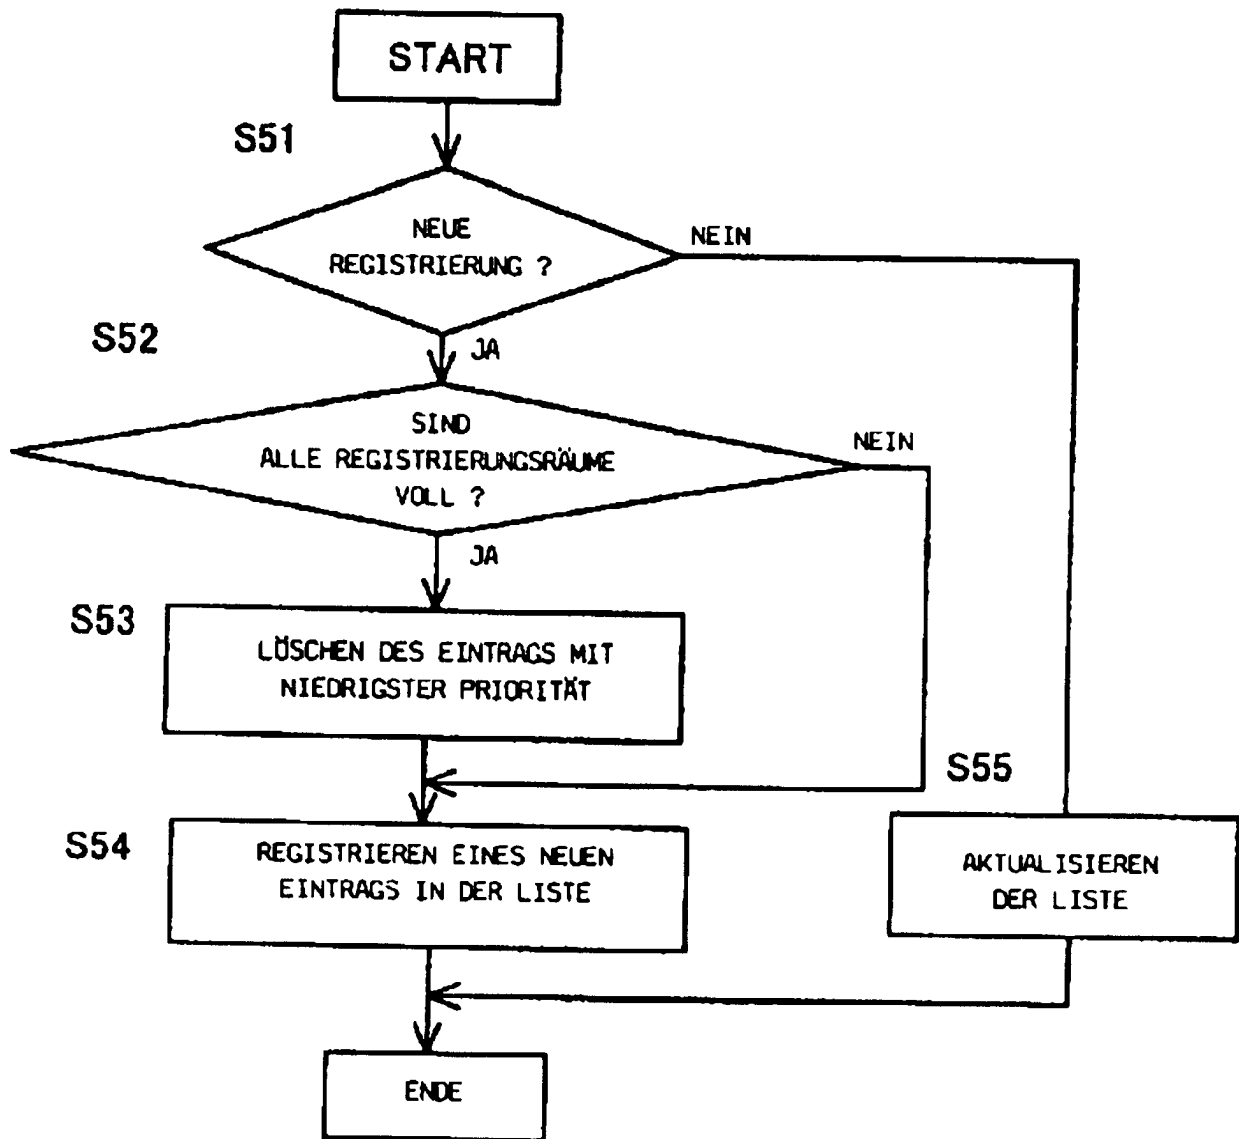 START
S51
NEUE
REGISTRIERUNG ?
NEIN
JA
S52
SIND
ALLE REGISTRIERUNGSRÄUME
VOLL ?
NEIN
JA
S53
LÖSCHEN DES EINTRAGS MIT
NIEDRIGSTER PRIORITÄT
S54
REGISTRIEREN EINES NEUEN
EINTRAGS IN DER LISTE
S55
AKTUALISIEREN
DER LISTE
ENDE